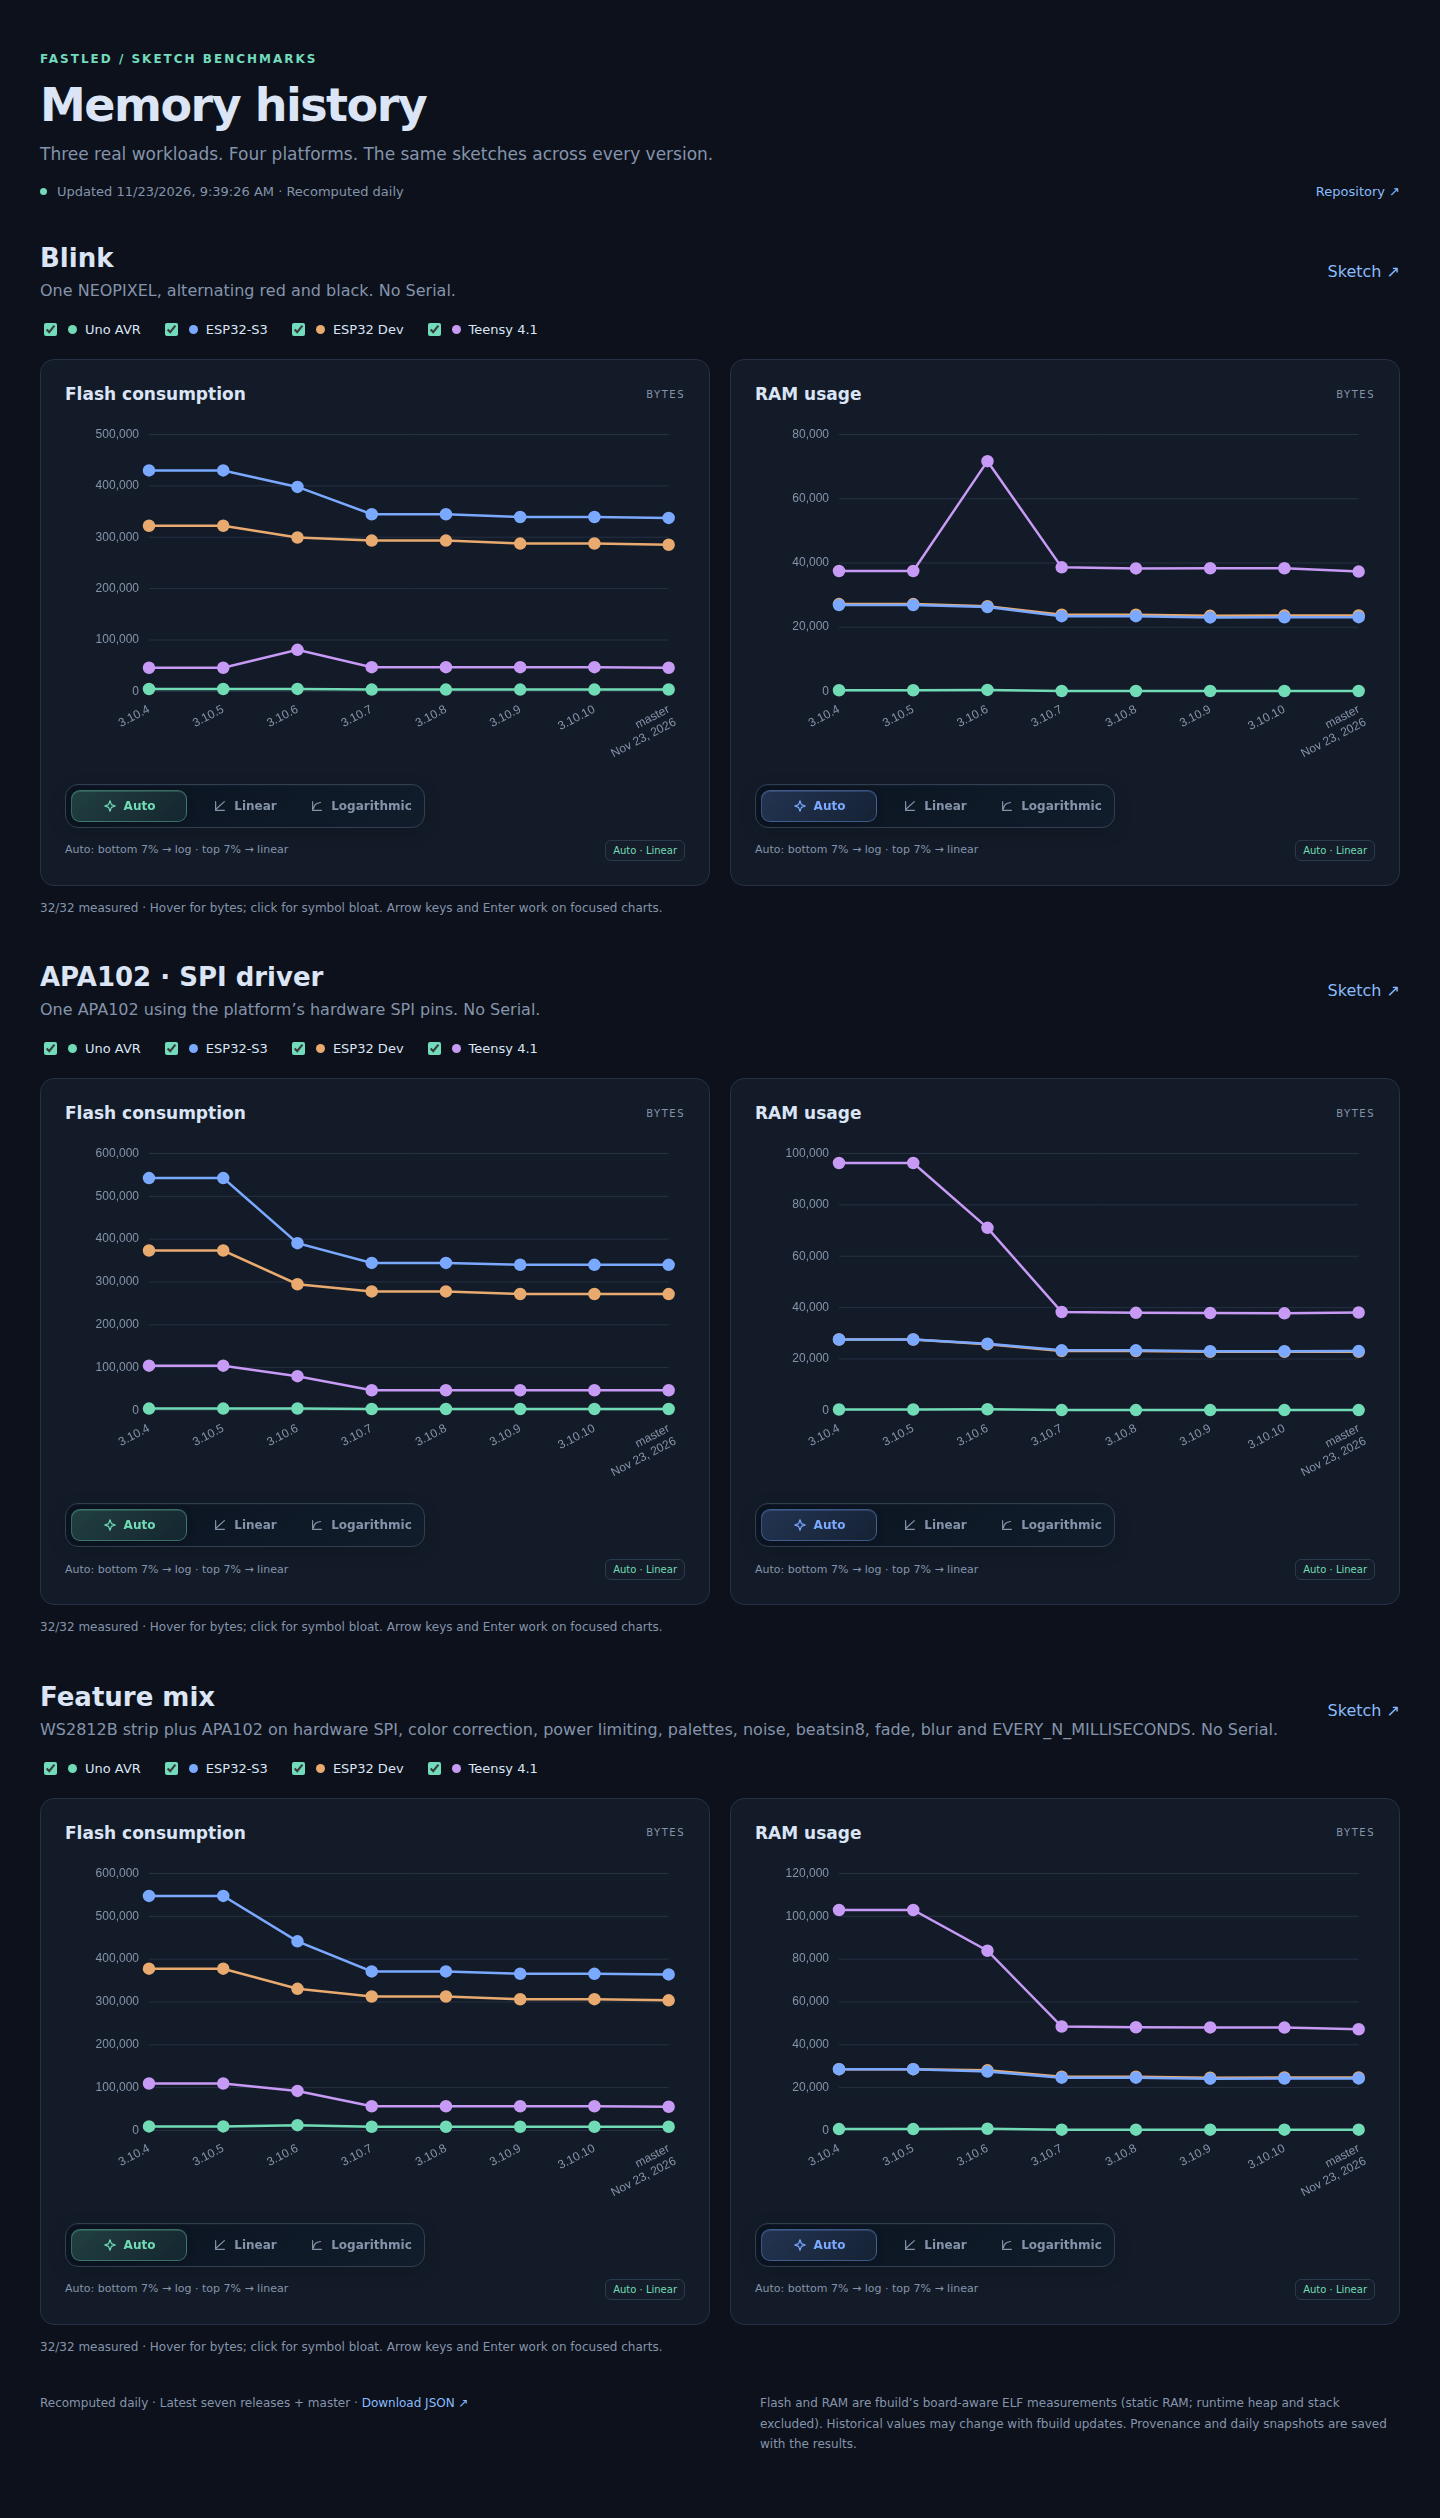 FASTLED / SKETCH BENCHMARKS
Memory history
Three real workloads. Four platforms. The same sketches across every version.
Updated 11/23/2026, 9:39:26 AM · Recomputed daily
Repository ↗
Blink
Sketch ↗
One NEOPIXEL, alternating red and black. No Serial.
Uno AVR ESP32-S3 ESP32 Dev Teensy 4.1
Flash consumption
BYTES
500,000
400,000
300,000
200,000
100,000
0
3.10.4 3.10.5 3.10.6 3.10.7 3.10.8 3.10.9 3.10.10 master
Nov 23, 2026
Auto Linear Logarithmic
Auto: bottom 7% → log · top 7% → linear
Auto · Linear
RAM usage
BYTES
80,000
60,000
40,000
20,000
0
3.10.4 3.10.5 3.10.6 3.10.7 3.10.8 3.10.9 3.10.10 master
Nov 23, 2026
Auto Linear Logarithmic
Auto: bottom 7% → log · top 7% → linear
Auto · Linear
32/32 measured · Hover for bytes; click for symbol bloat. Arrow keys and Enter work on focused charts.
APA102 · SPI driver
Sketch ↗
One APA102 using the platform’s hardware SPI pins. No Serial.
Uno AVR ESP32-S3 ESP32 Dev Teensy 4.1
Flash consumption
BYTES
600,000
500,000
400,000
300,000
200,000
100,000
0
3.10.4 3.10.5 3.10.6 3.10.7 3.10.8 3.10.9 3.10.10 master
Nov 23, 2026
Auto Linear Logarithmic
Auto: bottom 7% → log · top 7% → linear
Auto · Linear
RAM usage
BYTES
100,000
80,000
60,000
40,000
20,000
0
3.10.4 3.10.5 3.10.6 3.10.7 3.10.8 3.10.9 3.10.10 master
Nov 23, 2026
Auto Linear Logarithmic
Auto: bottom 7% → log · top 7% → linear
Auto · Linear
32/32 measured · Hover for bytes; click for symbol bloat. Arrow keys and Enter work on focused charts.
Feature mix
Sketch ↗
WS2812B strip plus APA102 on hardware SPI, color correction, power limiting, palettes, noise, beatsin8, fade, blur and EVERY_N_MILLISECONDS. No Serial.
Uno AVR ESP32-S3 ESP32 Dev Teensy 4.1
Flash consumption
BYTES
600,000
500,000
400,000
300,000
200,000
100,000
0
3.10.4 3.10.5 3.10.6 3.10.7 3.10.8 3.10.9 3.10.10 master
Nov 23, 2026
Auto Linear Logarithmic
Auto: bottom 7% → log · top 7% → linear
Auto · Linear
RAM usage
BYTES
120,000
100,000
80,000
60,000
40,000
20,000
0
3.10.4 3.10.5 3.10.6 3.10.7 3.10.8 3.10.9 3.10.10 master
Nov 23, 2026
Auto Linear Logarithmic
Auto: bottom 7% → log · top 7% → linear
Auto · Linear
32/32 measured · Hover for bytes; click for symbol bloat. Arrow keys and Enter work on focused charts.
Recomputed daily · Latest seven releases + master · Download JSON ↗
Flash and RAM are fbuild’s board-aware ELF measurements (static RAM; runtime heap and stack
excluded). Historical values may change with fbuild updates. Provenance and daily snapshots are saved
with the results.